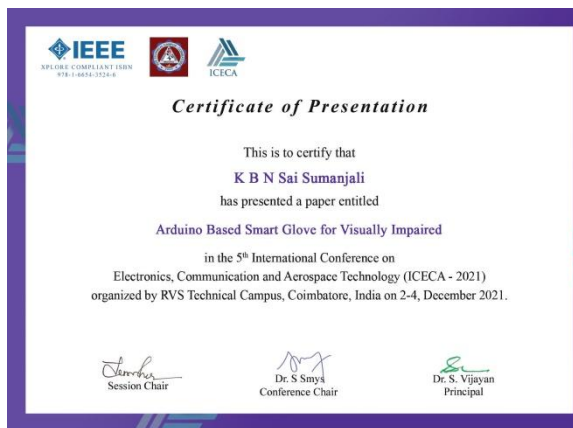 IEEE
XPLORE COMPLIANT ISBN
978-1-6654-3524-6
ICECA
Certificate of Presentation
This is to certify that
K B N Sai Sumanjali
has presented a paper entitled
Arduino Based Smart Glove for Visually Impaired
in the 5th International Conference on
Electronics, Communication and Aerospace Technology (ICECA - 2021)
organized by RVS Technical Campus, Coimbatore, India on 2-4, December 2021.
Session Chair
Dr. S Smys
Conference Chair
Dr. S. Vijayan
Principal